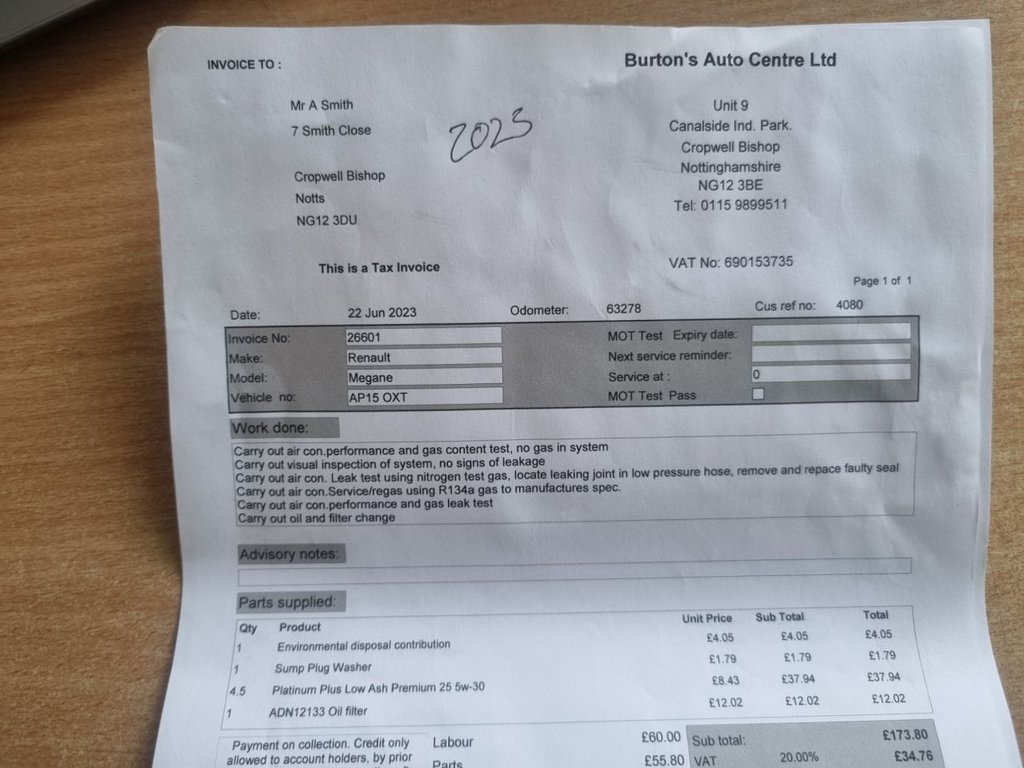 INVOICE TO :
Burton's Auto Centre Ltd
Mr A Smith
7 Smith Close
Cropwell Bishop
Notts
NG12 3DU
2023
Unit 9
Canalside Ind. Park.
Cropwell Bishop
Nottinghamshire
NG12 3BE
Tel: 0115 9899511
This is a Tax Invoice
VAT No: 690153735
Page 1 of 1
Date: 22 Jun 2023 Odometer: 63278 Cus ref no: 4080
Invoice No: 26601 MOT Test Expiry date:
Make: Renault Next service reminder:
Model: Megane Service at : 0
Vehicle no: AP15 OXT MOT Test Pass
Work done:
Carry out air con.performance and gas content test, no gas in system
Carry out visual inspection of system, no signs of leakage
Carry out air con. Leak test using nitrogen test gas, locate leaking joint in low pressure hose, remove and repace faulty seal
Carry out air con.Service/regas using R134a gas to manufactures spec.
Carry out air con.performance and gas leak test
Carry out oil and filter change
Advisory notes:
Parts supplied:
Qty Product Unit Price Sub Total Total
1 Environmental disposal contribution £4.05 £4.05 £4.05
1 Sump Plug Washer £1.79 £1.79 £1.79
4.5 Platinum Plus Low Ash Premium 25 5w-30 £8.43 £37.94 £37.94
1 ADN12133 Oil filter £12.02 £12.02 £12.02
Payment on collection. Credit only Labour £60.00 Sub total: £173.80
allowed to account holders, by prior Parts £55.80 VAT 20.00% £34.76